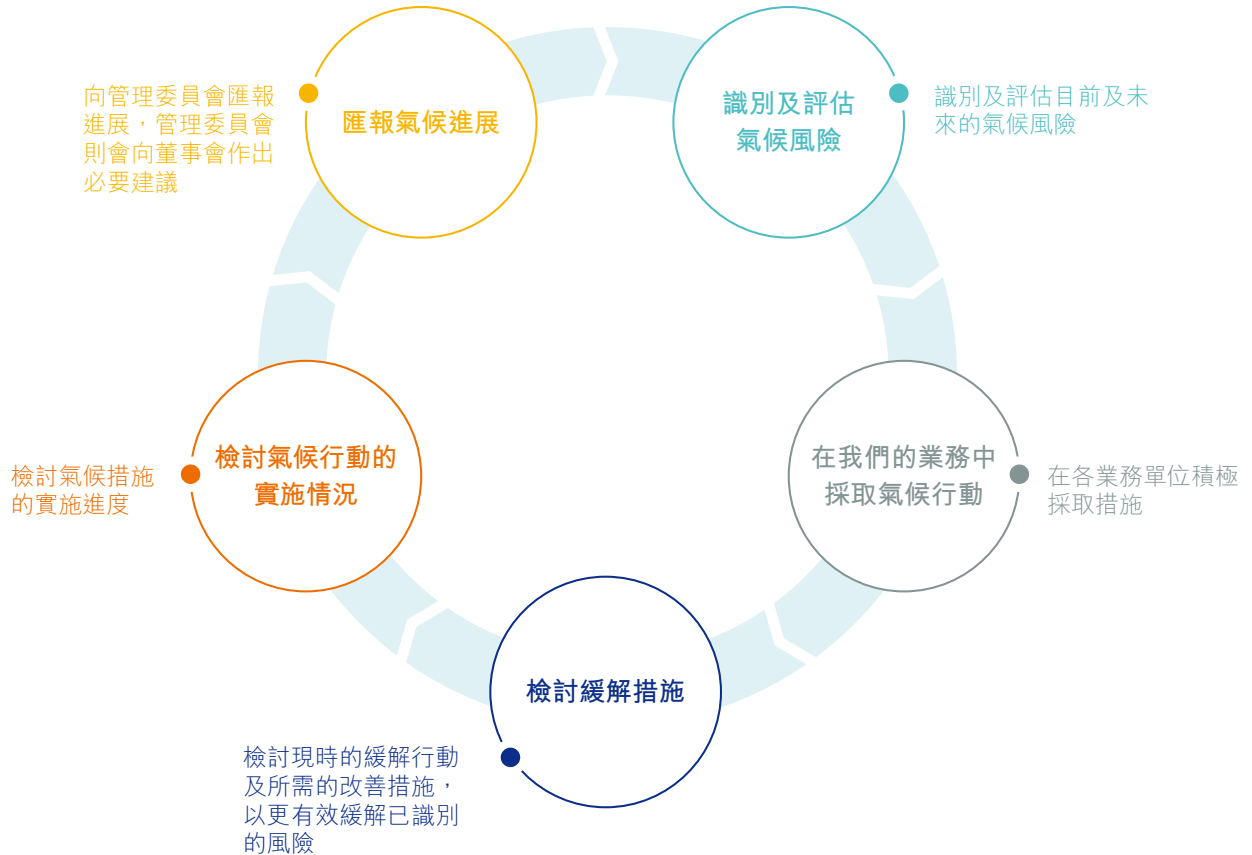 向管理委員會匯報
進展，管理委員會
則會向董事會作出
必要建議
匯報氣候進展
識別及評估
氣候風險
識別及評估目前及未
來的氣候風險
在我們的業務中
採取氣候行動
在各業務單位積極
採取措施
檢討緩解措施
檢討現時的緩解行動
及所需的改善措施，
以更有效緩解已識別
的風險
檢討氣候行動的
實施情況
檢討氣候措施
的實施進度